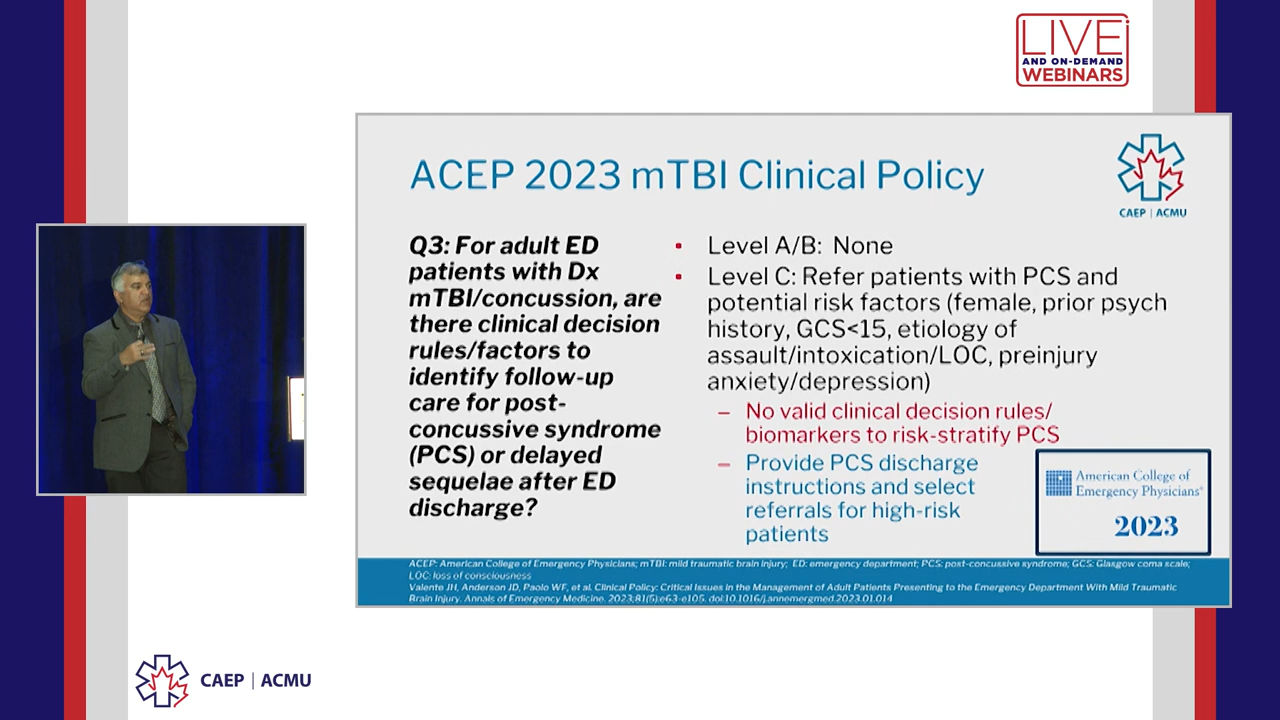 LIVE
AND ON-DEMAND
WEBINARS
ACEP 2023 mTBI Clinical Policy
CAEP | ACMU
Q3: For adult ED
patients with Dx
mTBI/concussion, are
there clinical decision
rules/factors to
identify follow-up
care for post-
concussive syndrome
(PCS) or delayed
sequelae after ED
discharge?
• Level A/B: None
• Level C: Refer patients with PCS and
potential risk factors (female, prior psych
history, GCS<15, etiology of
assault/intoxication/LOC, preinjury
anxiety/depression)
– No valid clinical decision rules/
biomarkers to risk-stratify PCS
– Provide PCS discharge
instructions and select
referrals for high-risk
patients
American College of
Emergency Physicians®
2023
ACEP: American College of Emergency Physicians; mTBI: mild traumatic brain injury; ED: emergency department; PCS: post-concussive syndrome; GCS: Glasgow coma scale;
LOC: loss of consciousness
Valente JH, Anderson JD, Paolo WF, et al. Clinical Policy: Critical Issues in the Management of Adult Patients Presenting to the Emergency Department With Mild Traumatic
Brain Injury. Annals of Emergency Medicine. 2023;81(5):e63-e105. doi:10.1016/j.annemergmed.2023.01.014
CAEP | ACMU